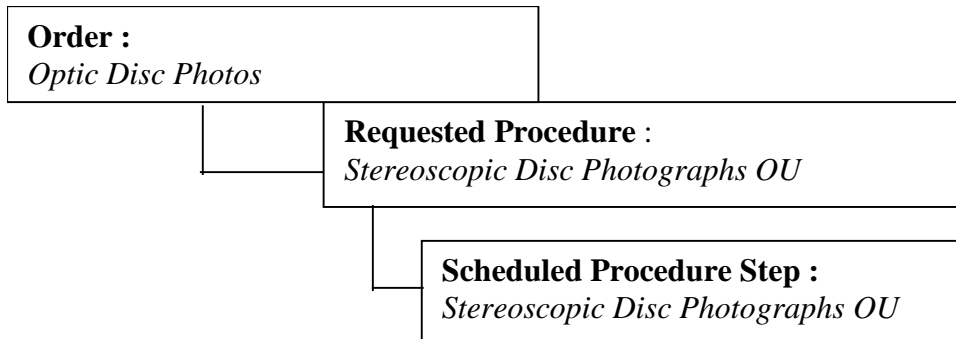 Order :
Optic Disc Photos
Requested Procedure :
Stereoscopic Disc Photographs OU
Scheduled Procedure Step :
Stereoscopic Disc Photographs OU